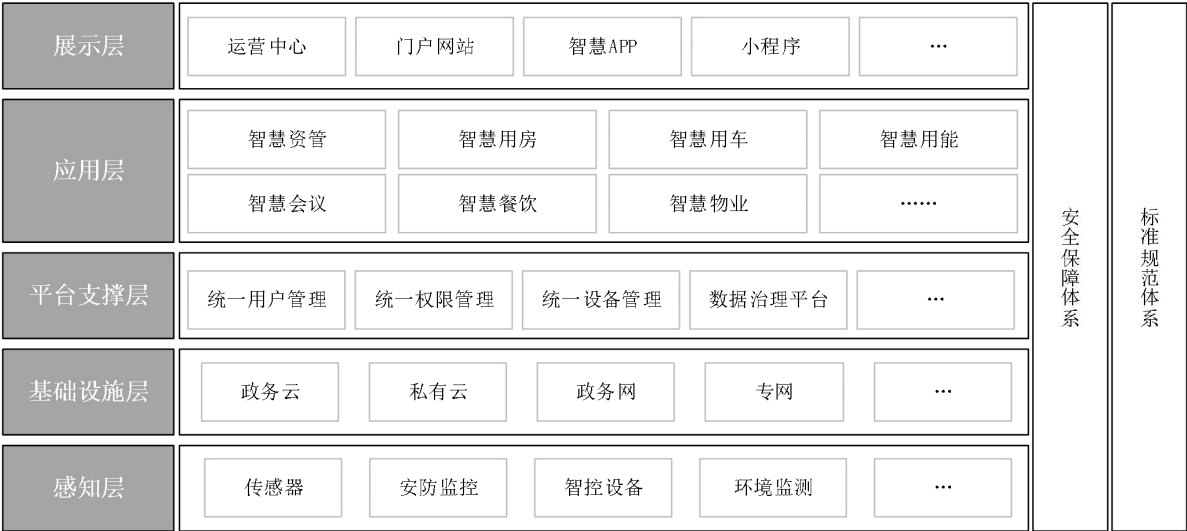 展示层
运营中心
门户网站
智慧APP
小程序
…
应用层
智慧资管
智慧用房
智慧用车
智慧用能
智慧会议
智慧餐饮
智慧物业
……
平台支撑层
统一用户管理
统一权限管理
统一设备管理
数据治理平台
…
基础设施层
政务云
私有云
政务网
专网
…
感知层
传感器
安防监控
智控设备
环境监测
…
安全保障体系
标准规范体系